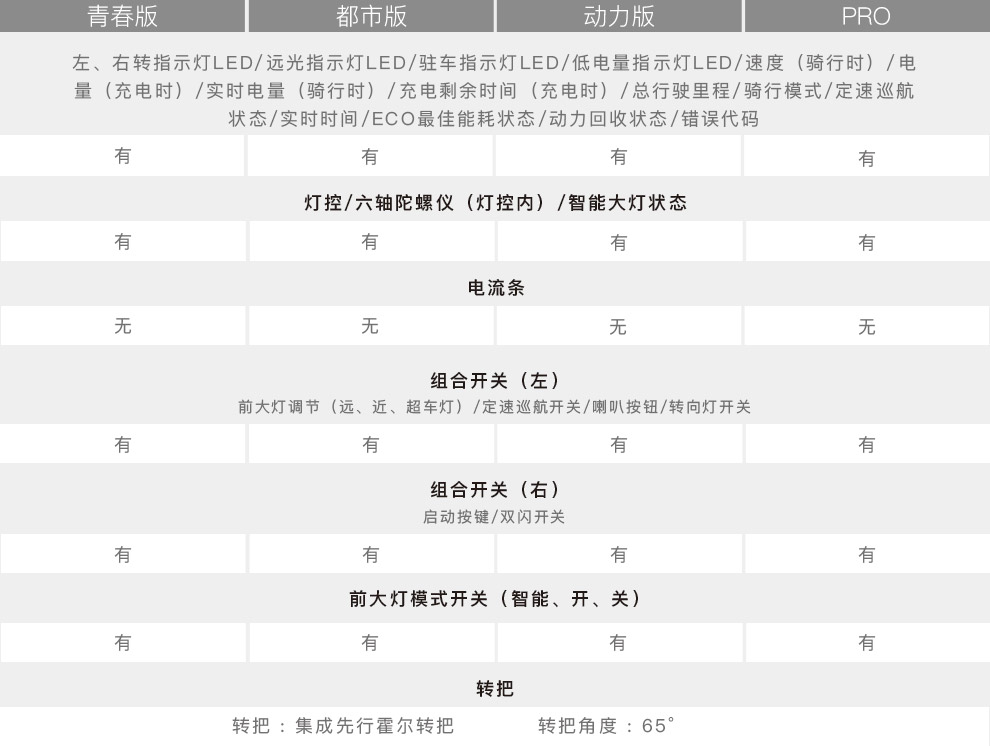 青春版 都市版 动力版 PRO
左、右转指示灯LED/远光指示灯LED/驻车指示灯LED/低电量指示灯LED/速度（骑行时）/电
量（充电时）/实时电量（骑行时）/充电剩余时间（充电时）/总行驶里程/骑行模式/定速巡航
状态/实时时间/ECO最佳能耗状态/动力回收状态/错误代码
有 有 有 有
灯控/六轴陀螺仪（灯控内）/智能大灯状态
有 有 有 有
电流条
无 无 无 无
组合开关（左）
前大灯调节（远、近、超车灯）/定速巡航开关/喇叭按钮/转向灯开关
有 有 有 有
组合开关（右）
启动按键/双闪开关
有 有 有 有
前大灯模式开关（智能、开、关）
有 有 有 有
转把
转把：集成先行霍尔转把 转把角度：65°